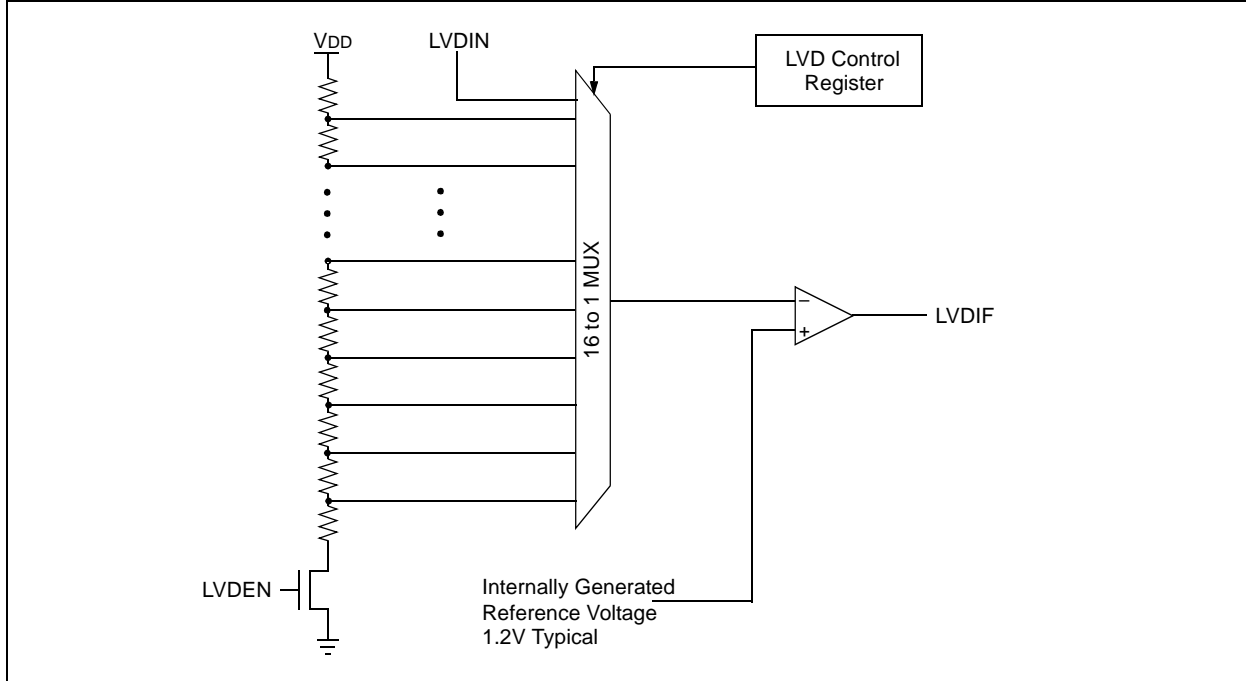 VDD
LVDIN
LVD Control
Register
16 to 1 MUX
–
+
LVDIF
LVDEN
Internally Generated
Reference Voltage
1.2V Typical